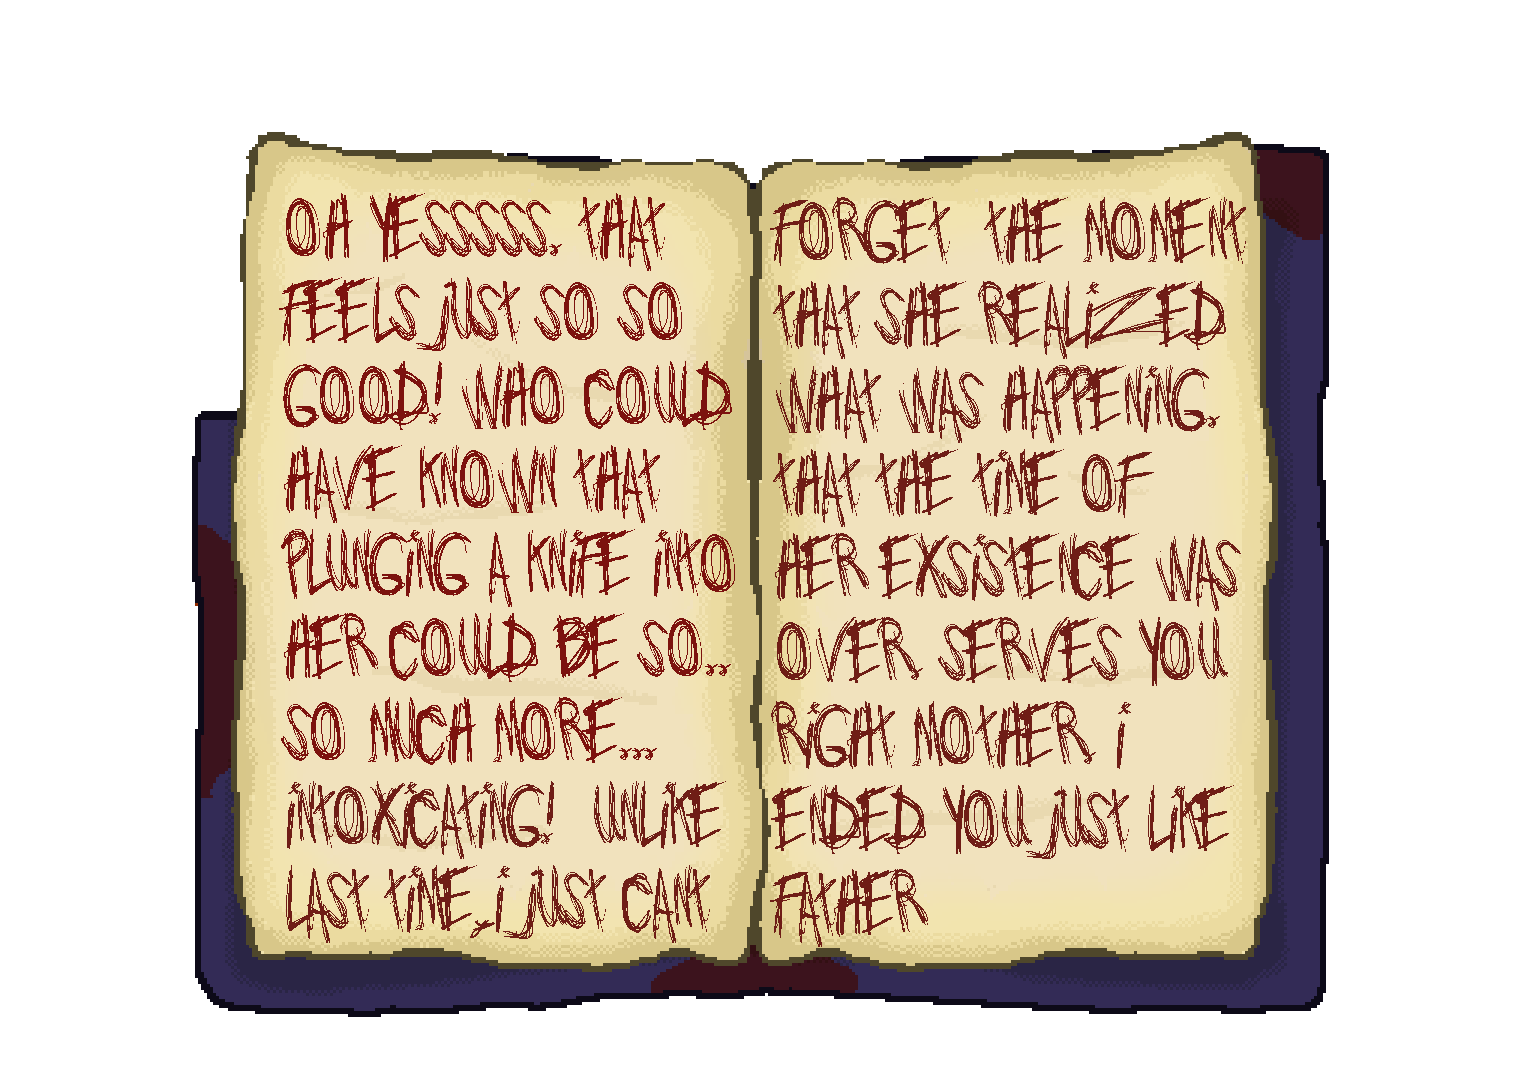 OH YESSSSS. THAT
FEELS JUST SO SO
GOOD! WHO COULD
HAVE KNOWN THAT
PLUNGiNG A KNiFE iNTO
HER COULD BE SO..
SO MUCH MORE...
iNTOXiCATiNG! UNLiKE
LAST TiME,i JUST CANT
FORGET THE MOMENT
THAT SHE REALiZED
WHAT WAS HAPPENiNG.
THAT THE TiME OF
HER EXSiSTENCE WAS
OVER SERVES YOU
RiGHT MOTHER i
ENDED YOU JUST LiKE
FATHER